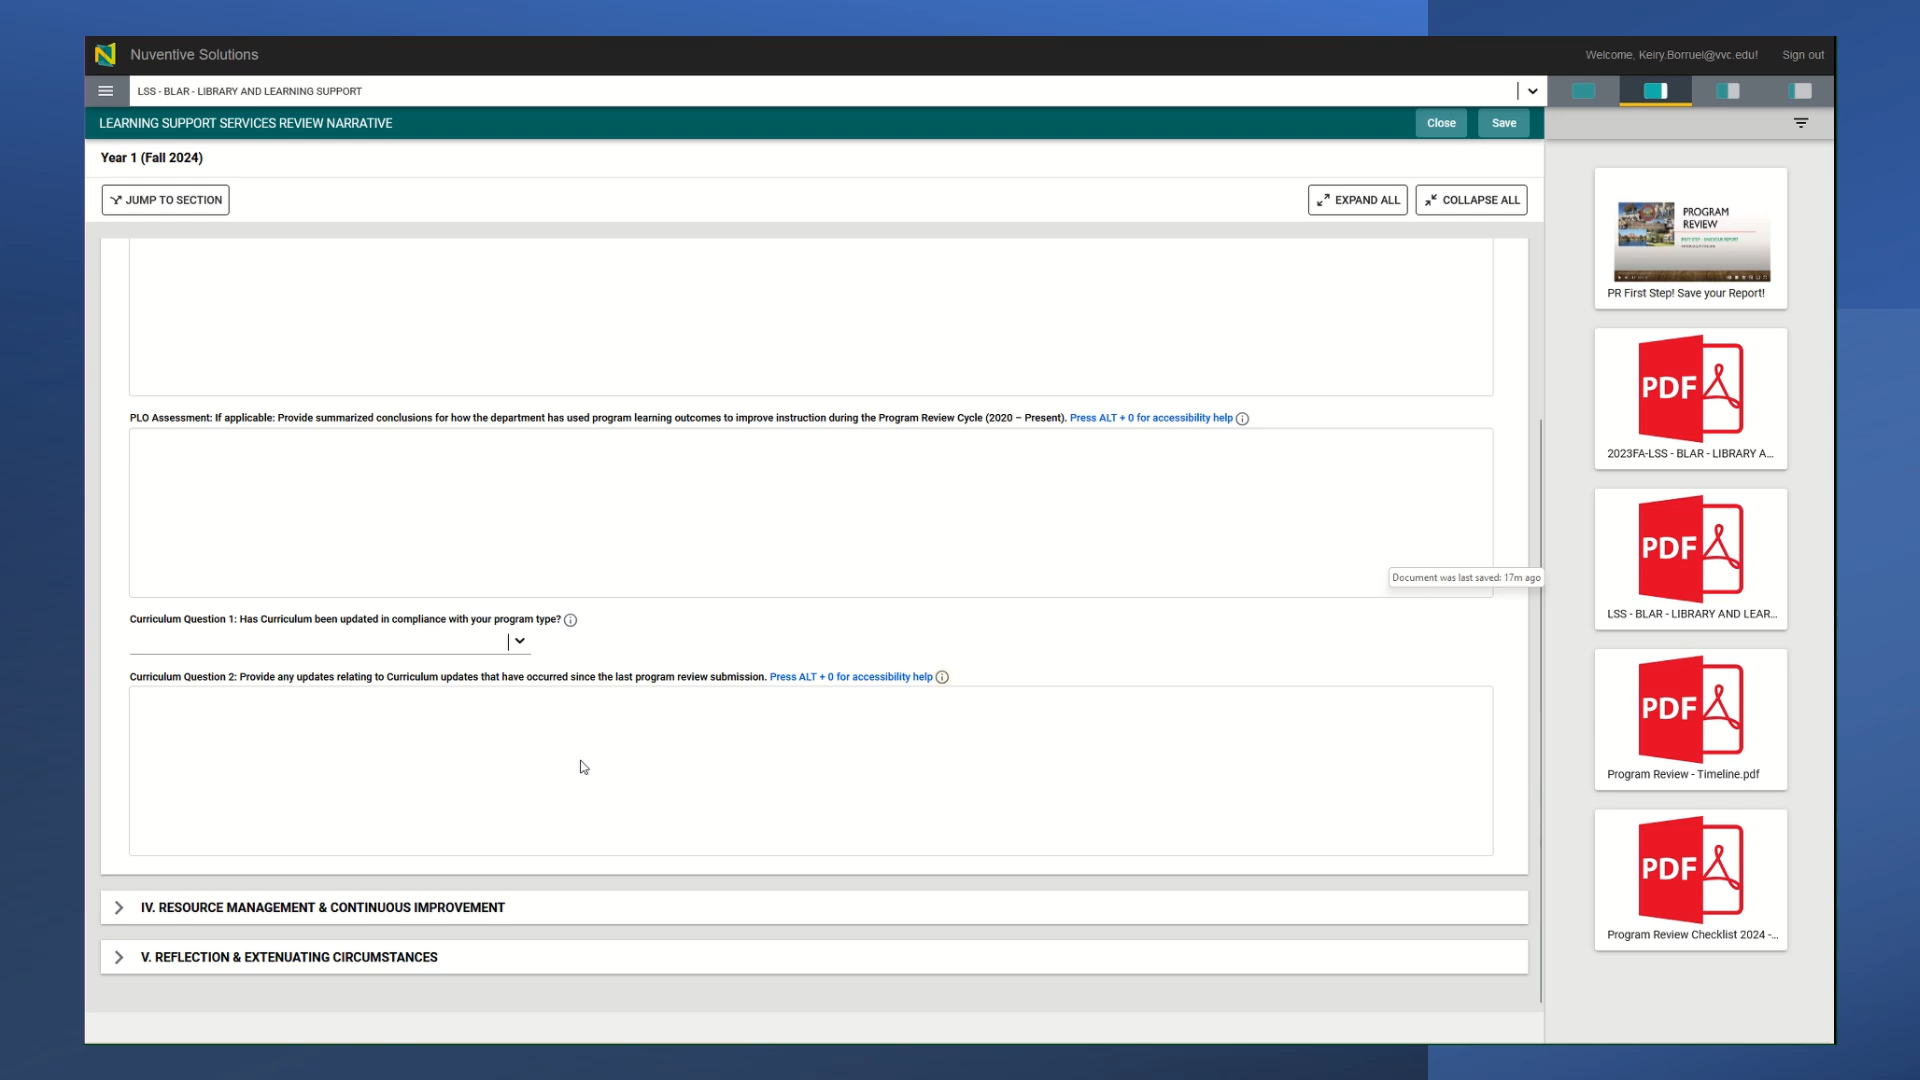 Nuventive Solutions
Welcome, Keiry.Borruel@vvc.edu!
Sign out
LSS - BLAR - LIBRARY AND LEARNING SUPPORT
LEARNING SUPPORT SERVICES REVIEW NARRATIVE
Close
Save
Year 1 (Fall 2024)
JUMP TO SECTION
EXPAND ALL
COLLAPSE ALL
PLO Assessment: If applicable: Provide summarized conclusions for how the department has used program learning outcomes to improve instruction during the Program Review Cycle (2020 – Present). Press ALT + 0 for accessibility help
Document was last saved: 17m ago
Curriculum Question 1: Has Curriculum been updated in compliance with your program type?
Curriculum Question 2: Provide any updates relating to Curriculum updates that have occurred since the last program review submission. Press ALT + 0 for accessibility help
IV. RESOURCE MANAGEMENT & CONTINUOUS IMPROVEMENT
V. REFLECTION & EXTENUATING CIRCUMSTANCES
PROGRAM
REVIEW
PR First Step! Save your Report!
PDF
2023FA-LSS - BLAR - LIBRARY A...
PDF
LSS - BLAR - LIBRARY AND LEAR...
PDF
Program Review - Timeline.pdf
PDF
Program Review Checklist 2024 -...